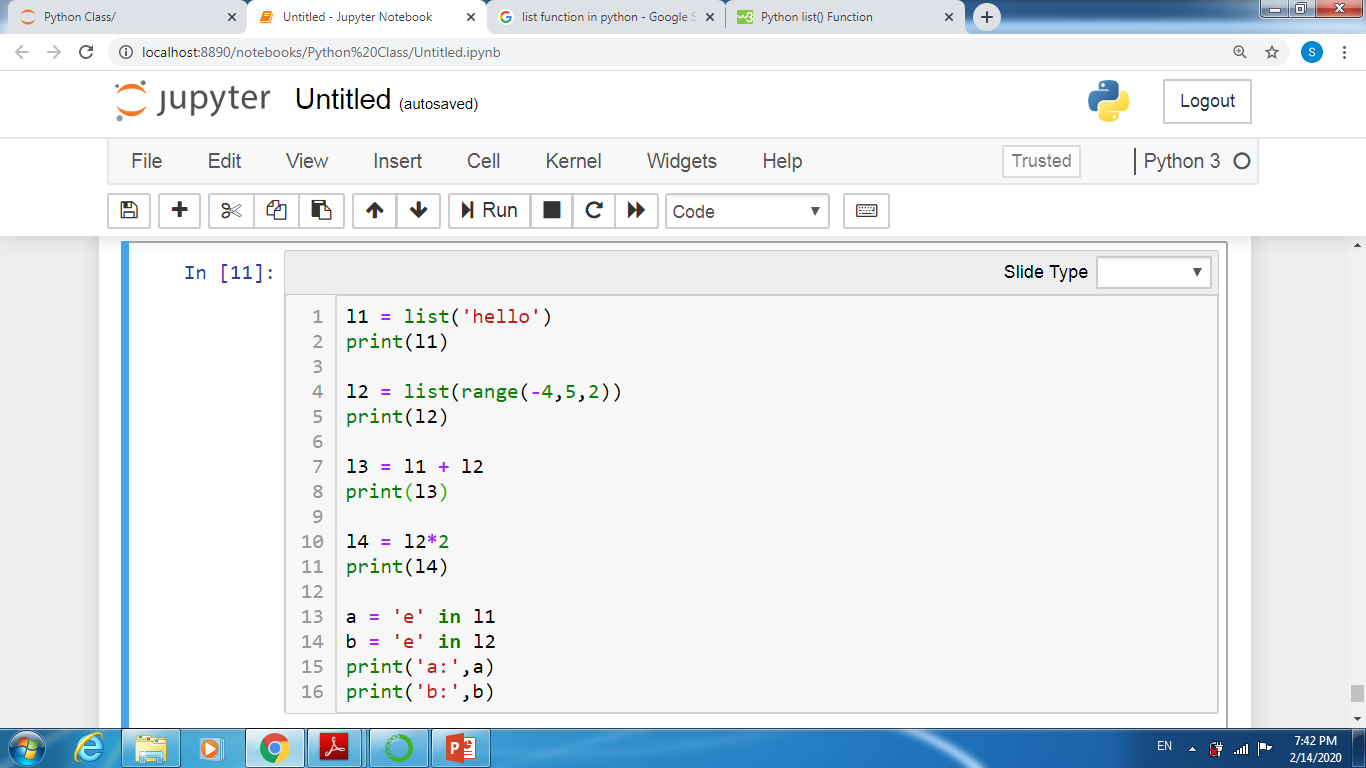 Python Class/
Untitled - Jupyter Notebook
list function in python - Google S
Python list() Function
localhost:8890/notebooks/Python%20Class/Untitled.ipynb
S
jupyter Untitled (autosaved)
Logout
File Edit View Insert Cell Kernel Widgets Help Trusted Python 3
Run Code
In [11]:
Slide Type
1 l1 = list('hello')
2 print(l1)
3
4 l2 = list(range(-4,5,2))
5 print(l2)
6
7 l3 = l1 + l2
8 print(l3)
9
10 l4 = l2*2
11 print(l4)
12
13 a = 'e' in l1
14 b = 'e' in l2
15 print('a:',a)
16 print('b:',b)
EN
7:42 PM
2/14/2020